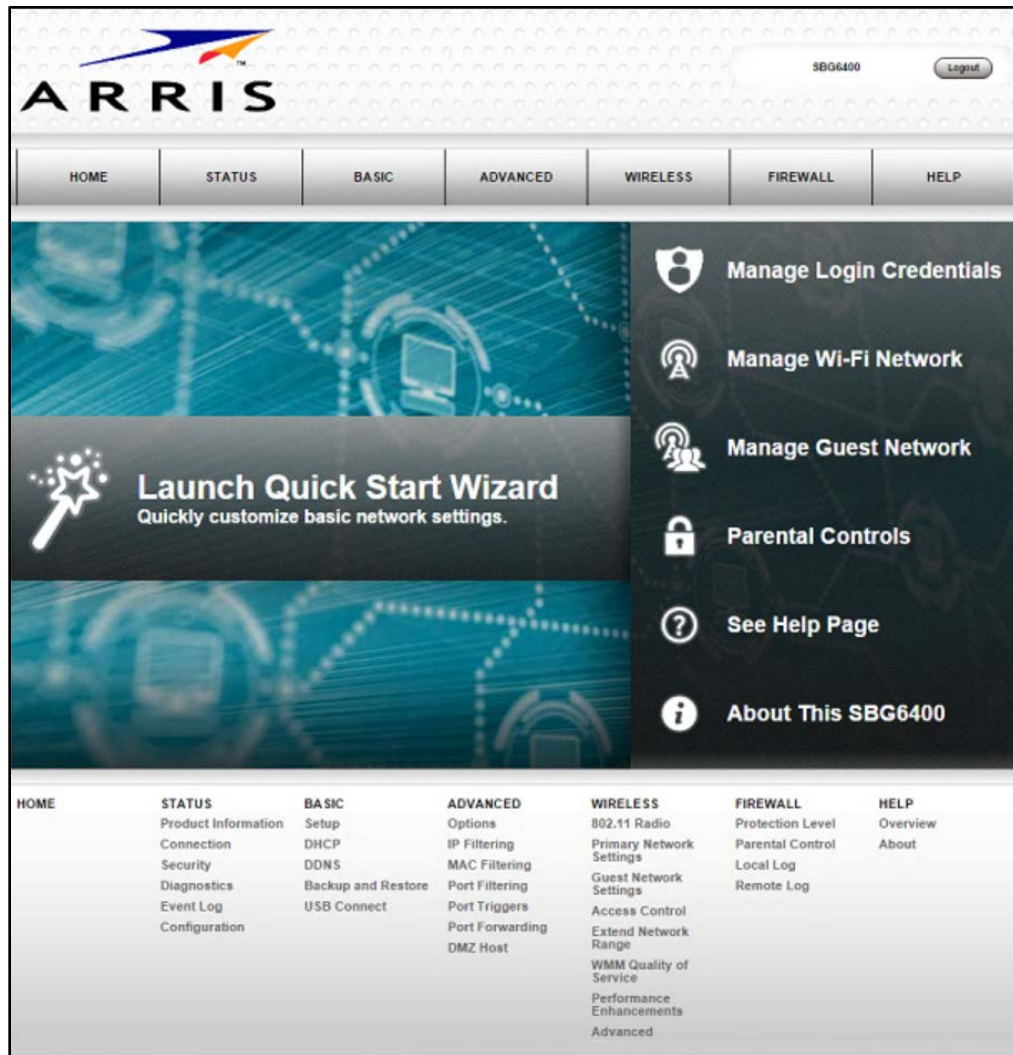 ARRIS
™
SBG6400
Logout
HOME
STATUS
BASIC
ADVANCED
WIRELESS
FIREWALL
HELP
Manage Login Credentials
Manage Wi-Fi Network
Manage Guest Network
Parental Controls
See Help Page
About This SBG6400
Launch Quick Start Wizard
Quickly customize basic network settings.
HOME
STATUS
Product Information
Connection
Security
Diagnostics
Event Log
Configuration
BASIC
Setup
DHCP
DDNS
Backup and Restore
USB Connect
ADVANCED
Options
IP Filtering
MAC Filtering
Port Filtering
Port Triggers
Port Forwarding
DMZ Host
WIRELESS
802.11 Radio
Primary Network
Settings
Guest Network
Settings
Access Control
Extend Network
Range
WMM Quality of
Service
Performance
Enhancements
Advanced
FIREWALL
Protection Level
Parental Control
Local Log
Remote Log
HELP
Overview
About